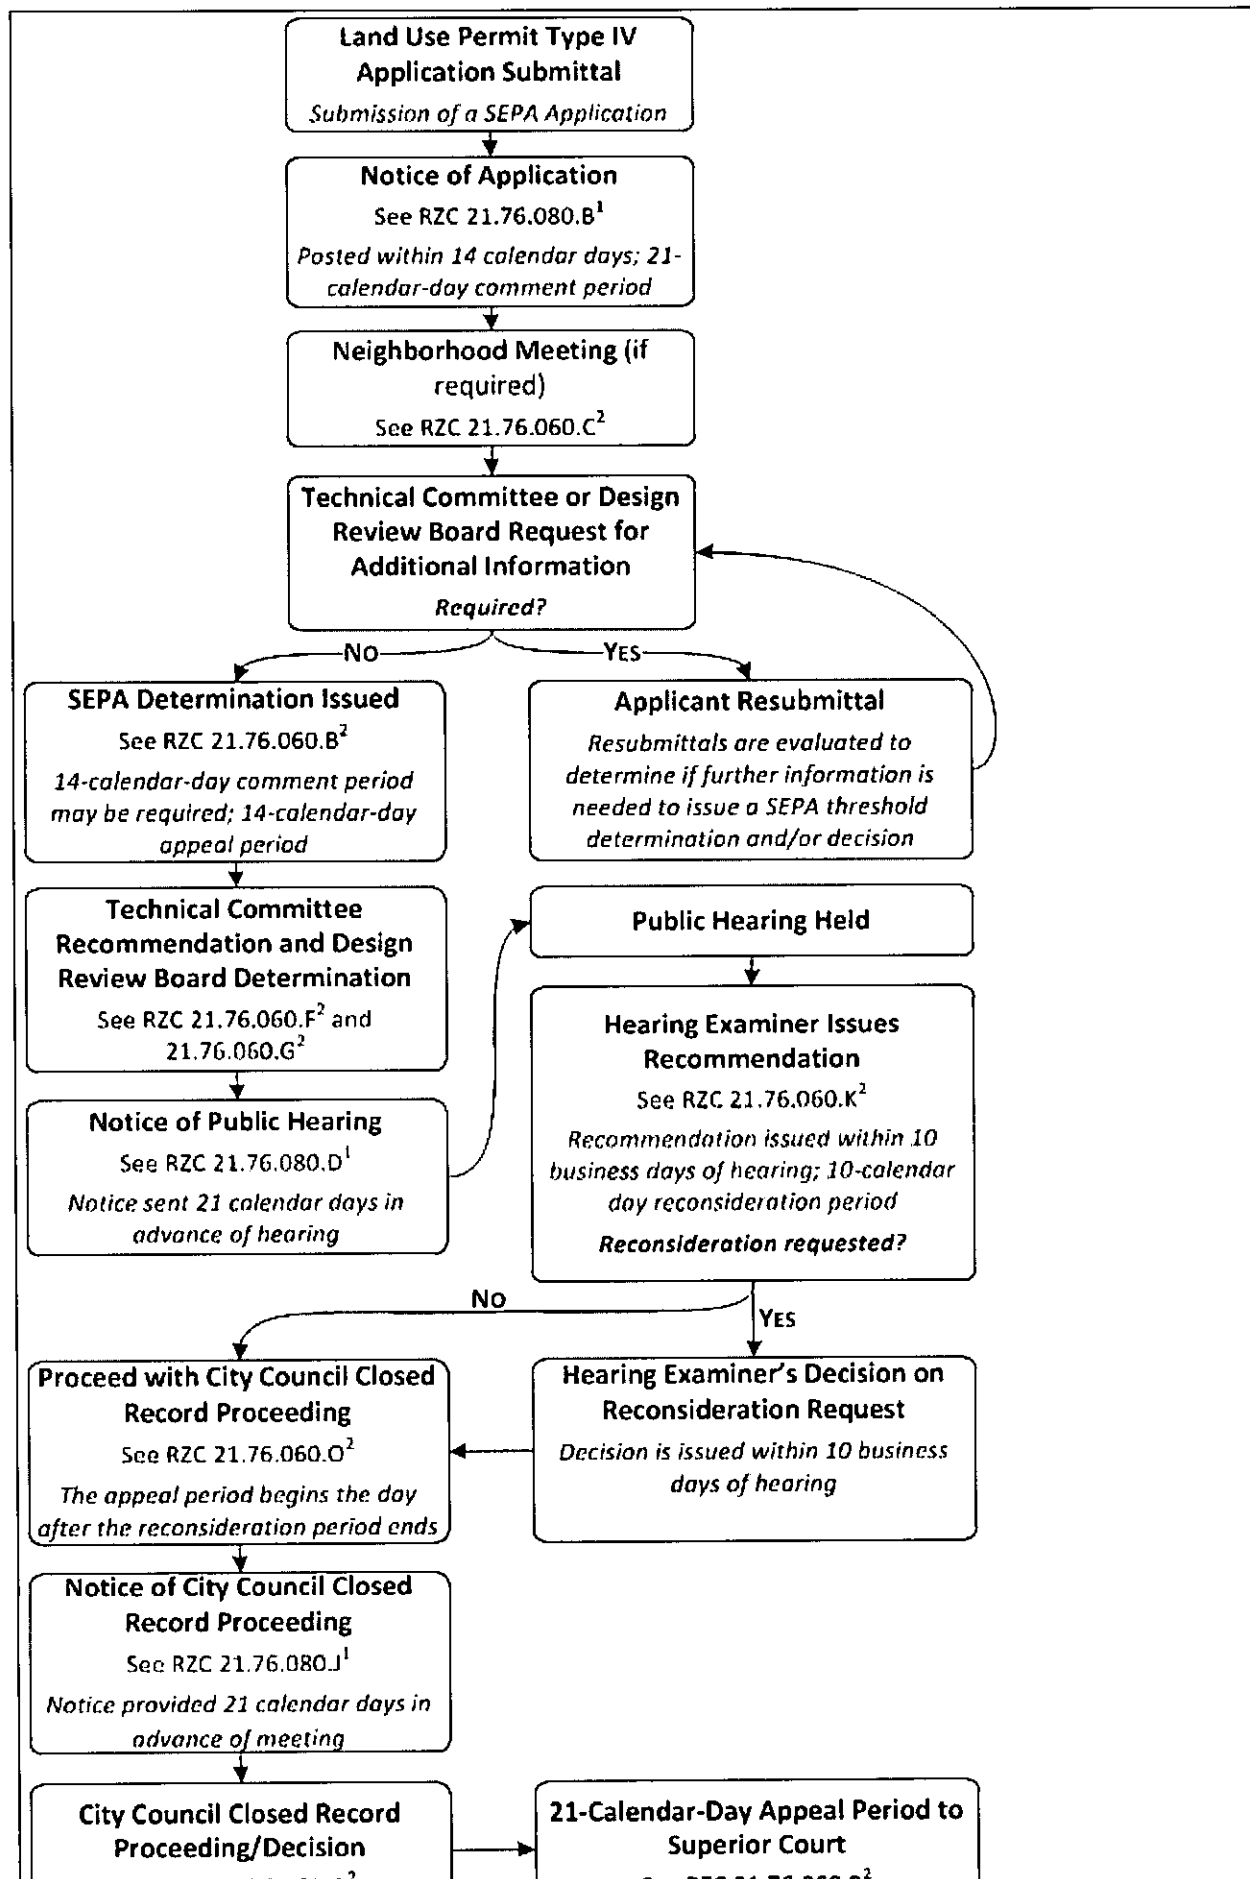 Land Use Permit Type IV
Application Submittal
Submission of a SEPA Application
Notice of Application
See RZC 21.76.080.B¹
Posted within 14 calendar days; 21-
calendar-day comment period
Neighborhood Meeting (if
required)
See RZC 21.76.060.C²
Technical Committee or Design
Review Board Request for
Additional Information
Required?
NO
YES
SEPA Determination Issued
See RZC 21.76.060.B²
14-calendar-day comment period
may be required; 14-calendar-day
appeal period
Applicant Resubmittal
Resubmittals are evaluated to
determine if further information is
needed to issue a SEPA threshold
determination and/or decision
Technical Committee
Recommendation and Design
Review Board Determination
See RZC 21.76.060.F² and
21.76.060.G²
Notice of Public Hearing
See RZC 21.76.080.D¹
Notice sent 21 calendar days in
advance of hearing
Public Hearing Held
Hearing Examiner Issues
Recommendation
See RZC 21.76.060.K²
Recommendation issued within 10
business days of hearing; 10-calendar
day reconsideration period
Reconsideration requested?
NO
YES
Proceed with City Council Closed
Record Proceeding
See RZC 21.76.060.O²
The appeal period begins the day
after the reconsideration period ends
Hearing Examiner's Decision on
Reconsideration Request
Decision is issued within 10 business
days of hearing
Notice of City Council Closed
Record Proceeding
See RZC 21.76.080.J¹
Notice provided 21 calendar days in
advance of meeting
City Council Closed Record
Proceeding/Decision
21-Calendar-Day Appeal Period to
Superior Court